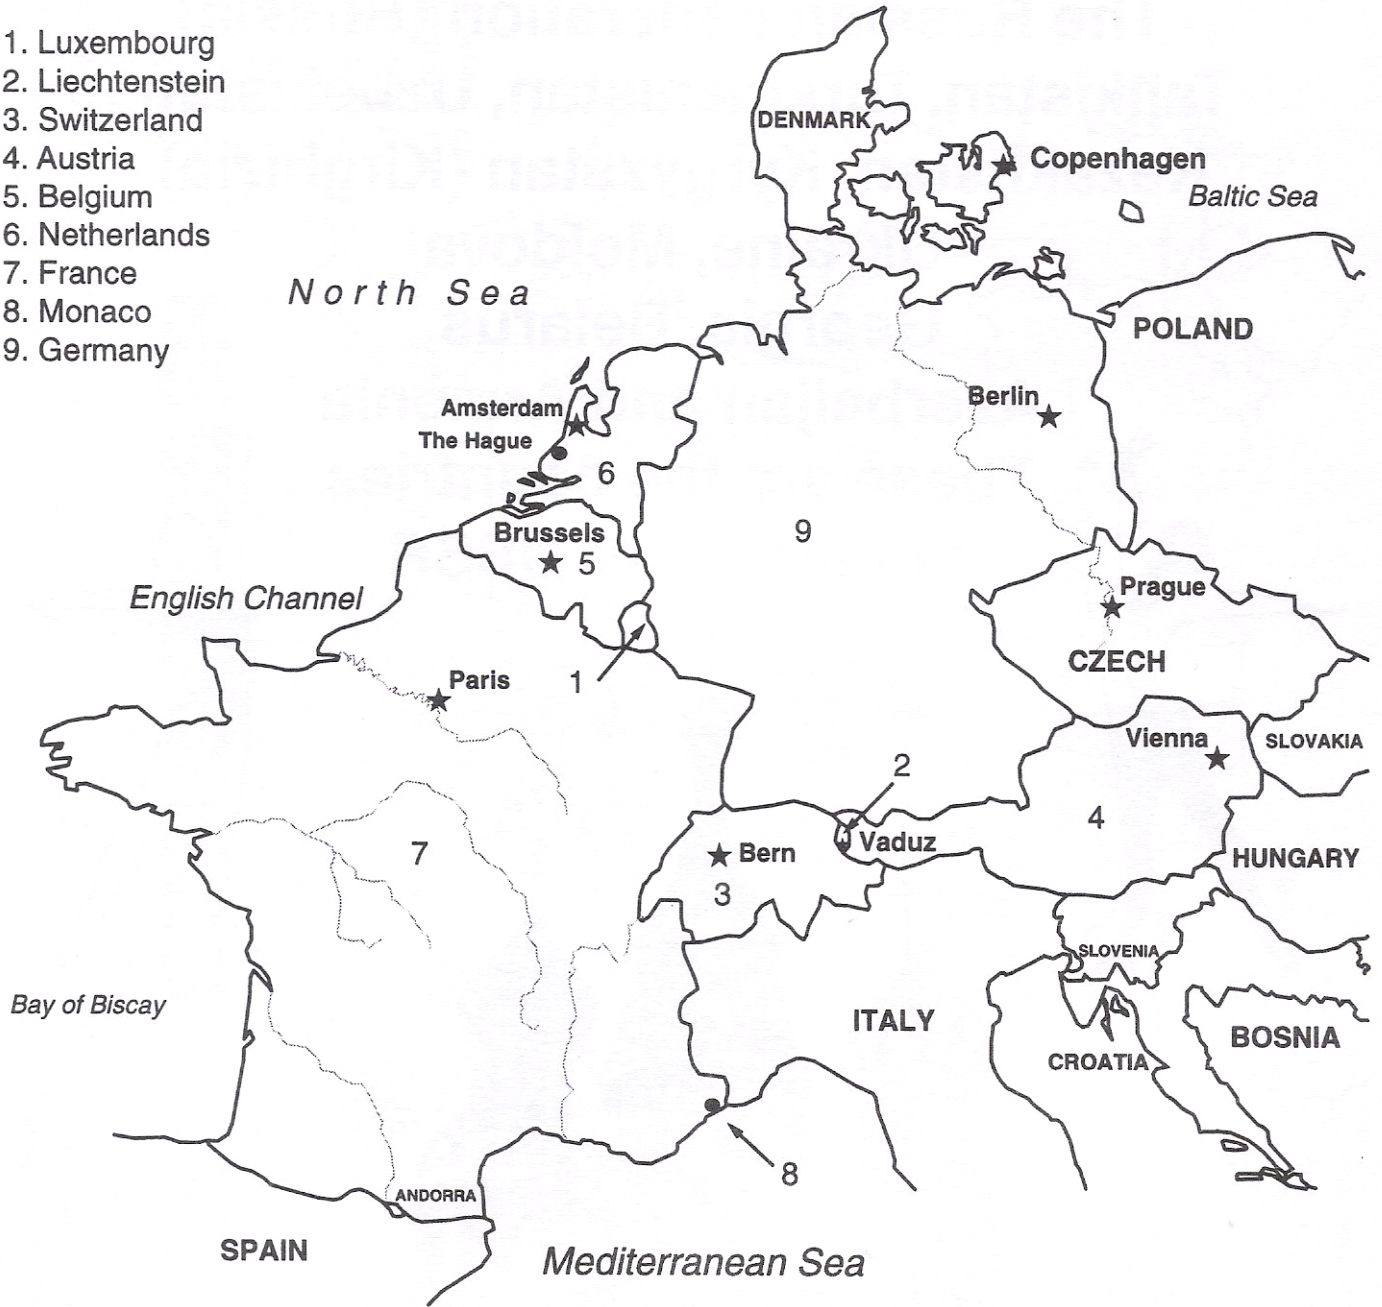 1. Luxembourg
2. Liechtenstein
3. Switzerland
4. Austria
5. Belgium
6. Netherlands
7. France
8. Monaco
9. Germany
DENMARK
Copenhagen
Baltic Sea
North Sea
POLAND
Berlin
Amsterdam
The Hague
6
9
Brussels
5
English Channel
Prague
CZECH
1
Paris
Vienna
SLOVAKIA
2
4
7
Bern
Vaduz
HUNGARY
3
SLOVENIA
Bay of Biscay
ITALY
BOSNIA
CROATIA
8
ANDORRA
SPAIN
Mediterranean Sea